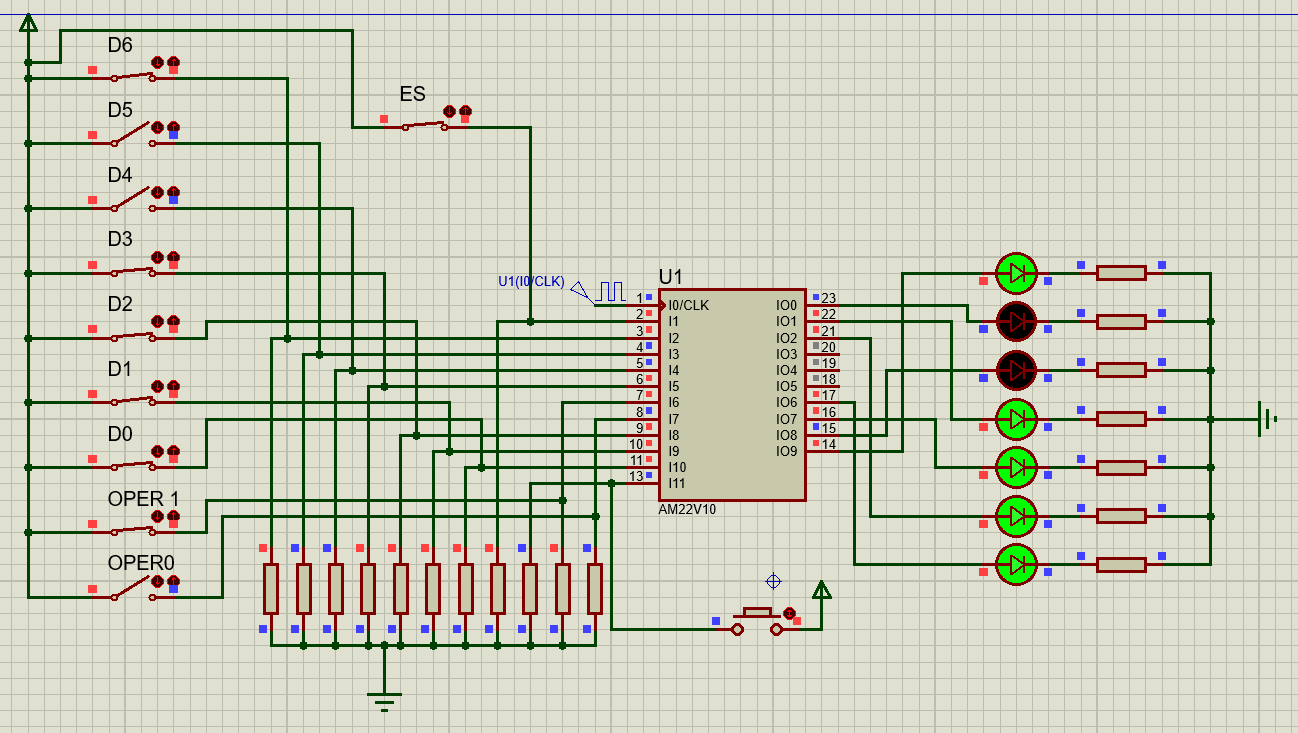 D6
D5
D4
D3
D2
D1
D0
OPER 1
OPER0
ES
U1(I0/CLK)
U1
1 I0/CLK IO0 23
2 I1 IO1 22
3 I2 IO2 21
4 I3 IO3 20
5 I4 IO4 19
6 I5 IO5 18
7 I6 IO6 17
8 I7 IO7 16
9 I8 IO8 15
10 I9 IO9 14
11 I10
13 I11
AM22V10